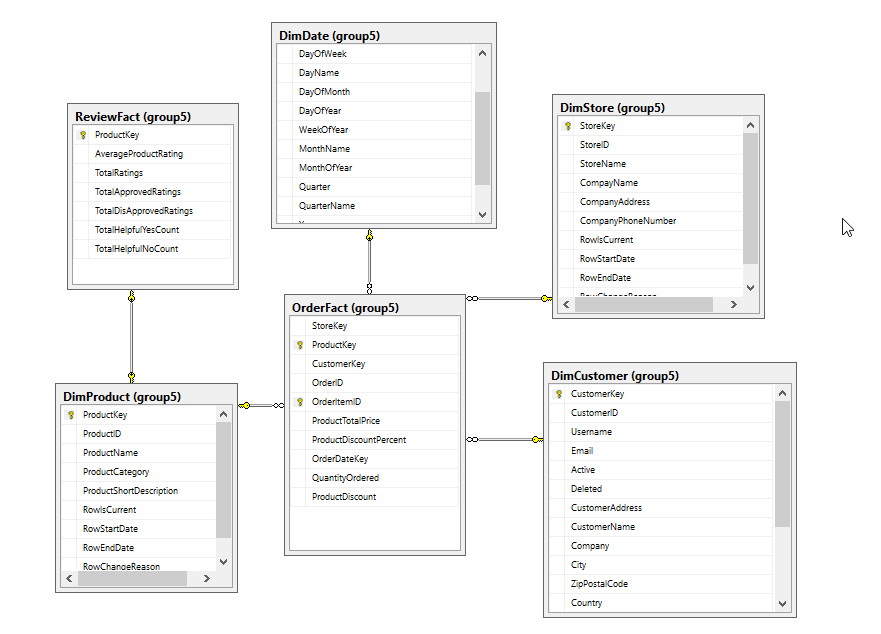 DimDate (group5)
DayOfWeek
DayName
DayOfMonth
DayOfYear
WeekOfYear
MonthName
MonthOfYear
Quarter
QuarterName
ReviewFact (group5)
ProductKey
AverageProductRating
TotalRatings
TotalApprovedRatings
TotalDisApprovedRatings
TotalHelpfulYesCount
TotalHelpfulNoCount
DimStore (group5)
StoreKey
StoreID
StoreName
CompayName
CompanyAddress
CompanyPhoneNumber
RowIsCurrent
RowStartDate
RowEndDate
RowChangeReason
OrderFact (group5)
StoreKey
ProductKey
CustomerKey
OrderID
OrderItemID
ProductTotalPrice
ProductDiscountPercent
OrderDateKey
QuantityOrdered
ProductDiscount
DimProduct (group5)
ProductKey
ProductID
ProductName
ProductCategory
ProductShortDescription
RowIsCurrent
RowStartDate
RowEndDate
RowChangeReason
DimCustomer (group5)
CustomerKey
CustomerID
Username
Email
Active
Deleted
CustomerAddress
CustomerName
Company
City
ZipPostalCode
Country